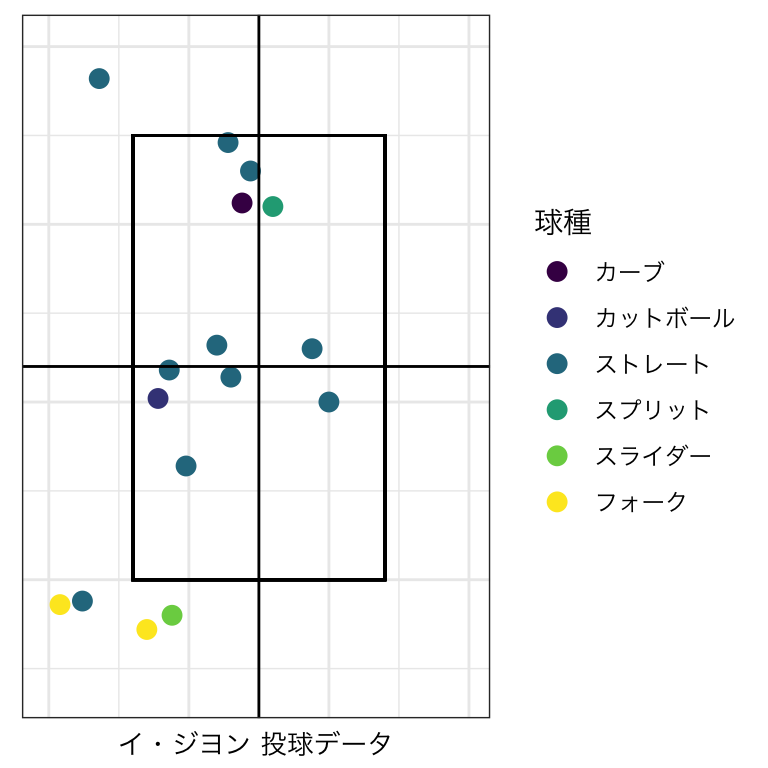 球種
カーブ
カットボール
ストレート
スプリット
スライダー
フォーク
イ・ジヨン 投球データ